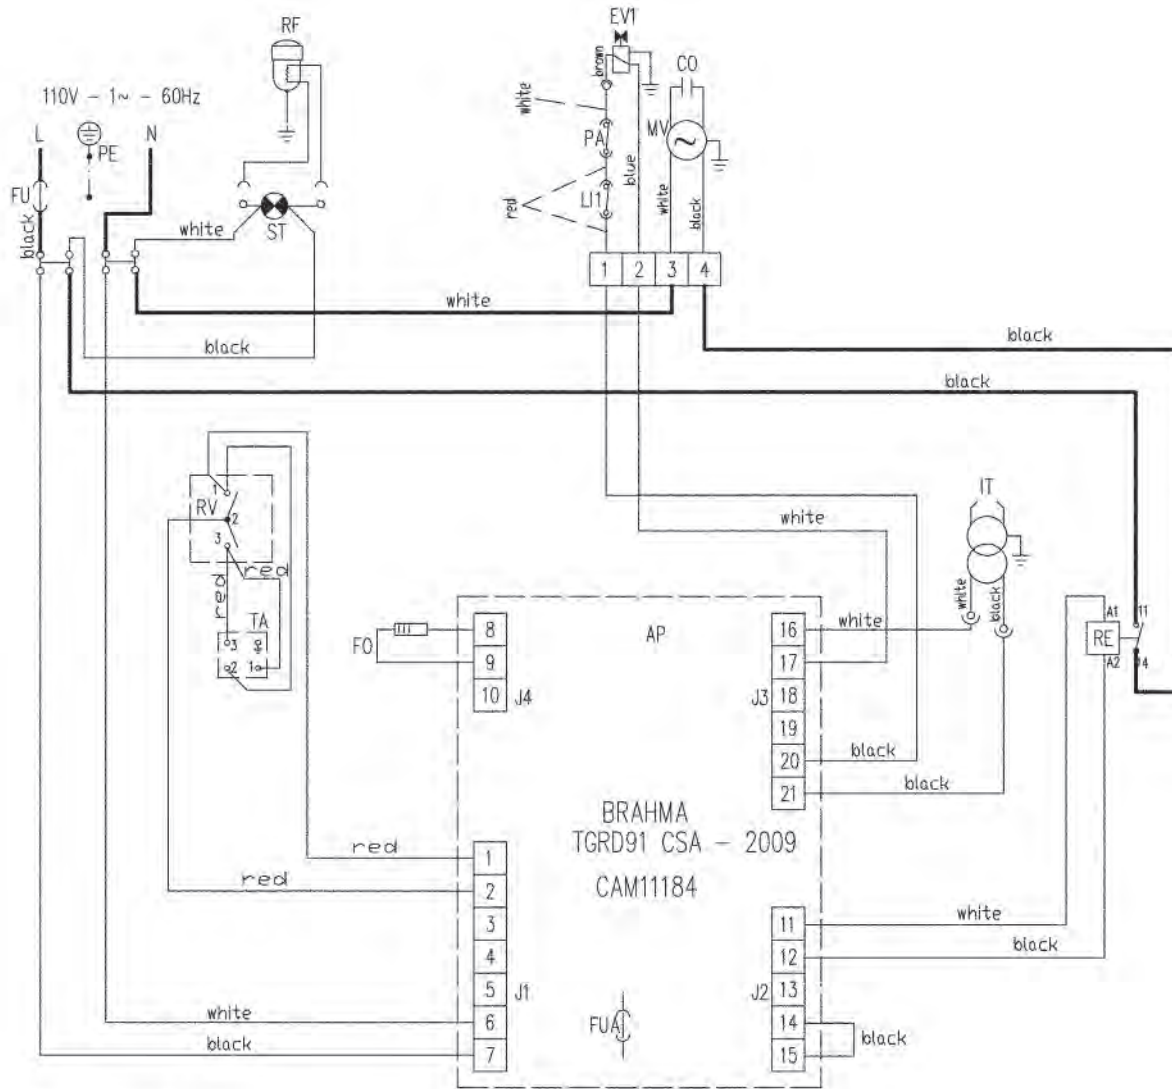 RF
EV1
CO
110V - 1~ - 60Hz
brown
white
L
N
PE
PA
MV
FU
blue
red
LI1
white
black
black
white
ST
1
2
3
4
white
black
black
black
1
RV
2
3
white
IT
red
red
white
black
TA
3
2
1
A1
11
RE
A2
14
FO
8
9
10
J4
AP
16
17
J3
18
19
20
21
white
black
black
BRAHMA
TGRD91 CSA - 2009
CAM11184
red
red
1
2
3
4
5
J1
6
7
white
black
FUA
11
12
J2
13
14
15
white
black
black